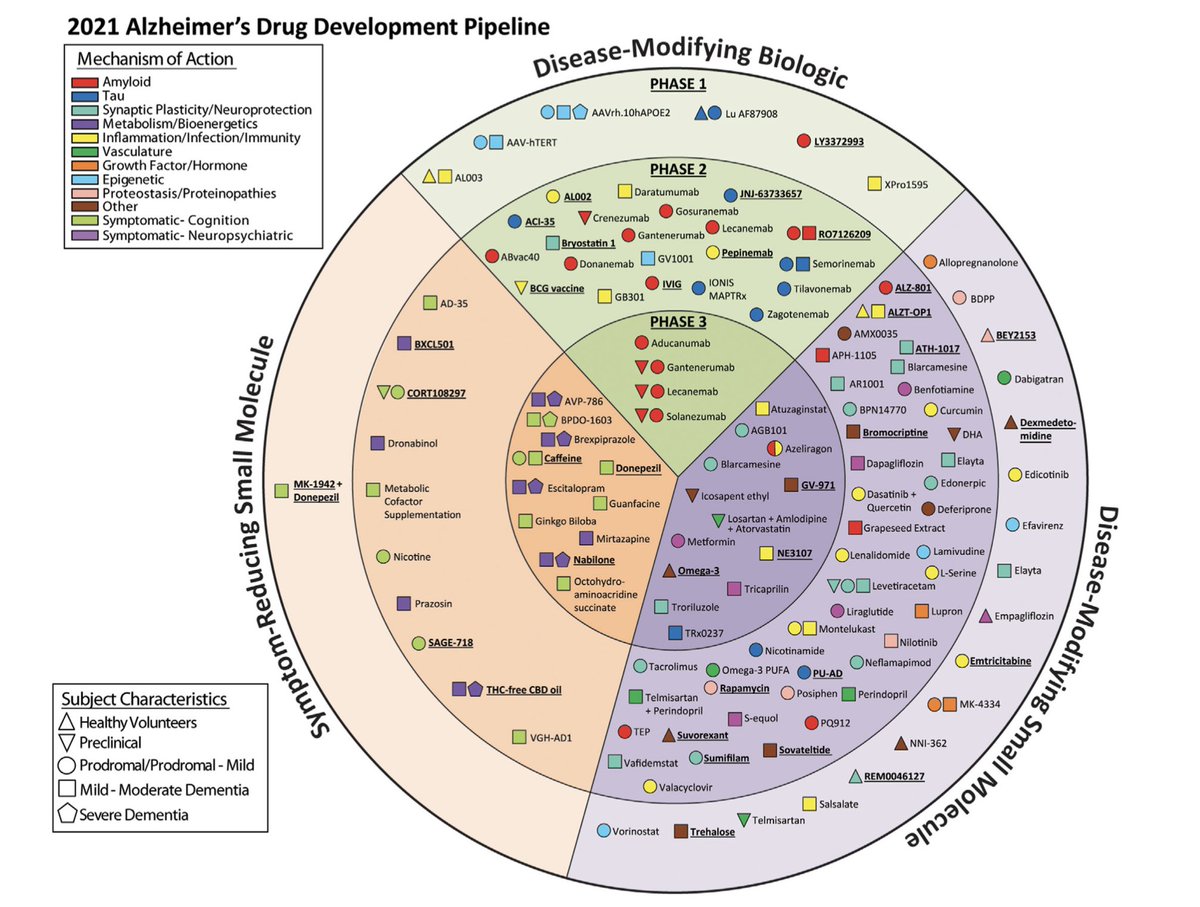 2021 Alzheimer's Drug Development Pipeline
Mechanism of Action
Amyloid
Tau
Synaptic Plasticity/Neuroprotection
Metabolism/Bioenergetics
Inflammation/Infection/Immunity
Vasculature
Growth Factor/Hormone
Epigenetic
Proteostasis/Proteinopathies
Other
Symptomatic- Cognition
Symptomatic- Neuropsychiatric
Disease-Modifying Biologic
PHASE 1
AAVrh.10hAPOE2
Lu AF87908
AAV-hTERT
LY3372993
AL003
XPro1595
PHASE 2
AL002
Daratumumab
JNJ-63733657
ACI-35
Crenezumab
Gosuranemab
Lecanemab
Bryostatin 1
Gantenerumab
RO7126209
ABvac40
Donanemab
GV1001
Pepinemab
Semorinemab
BCG vaccine
GB301
IVIG
IONIS
MAPTRx
Tilavonemab
Zagotenemab
PHASE 3
Aducanumab
Gantenerumab
Lecanemab
Solanezumab
Symptom-Reducing Small Molecule
MK-1942 +
Donepezil
AD-35
BXCL501
CORT108297
Dronabinol
Metabolic
Cofactor
Supplementation
Nicotine
Prazosin
SAGE-718
THC-free CBD oil
VGH-AD1
AVP-786
BPDO-1603
Brexpiprazole
Caffeine
Donepezil
Escitalopram
Guanfacine
Ginkgo Biloba
Mirtazapine
Nabilone
Octohydro-
aminoacridine
succinate
Disease-Modifying Small Molecule
Atuzaginstat
AGB101
Azeliragon
Blarcamesine
GV-971
Icosapent ethyl
Losartan + Amlodipine
+ Atorvastatin
Metformin
NE3107
Omega-3
Tricaprilin
Troriluzole
TRx0237
ALZ-801
ALZT-OP1
AMX0035
ATH-1017
APH-1105
Blarcamesine
AR1001
Benfotiamine
BPN14770
Curcumin
Bromocriptine
DHA
Dapagliflozin
Elayta
Edonerpic
Dasatinib +
Quercetin
Deferiprone
Grapeseed Extract
Lenalidomide
Lamivudine
L-Serine
Levetiracetam
Liraglutide
Lupron
Montelukast
Nilotinib
Nicotinamide
Neflamapimod
Tacrolimus
Omega-3 PUFA
PU-AD
Rapamycin
Posiphen
Perindopril
Telmisartan
+ Perindopril
S-equol
PQ912
TEP
Suvorexant
Sovateltide
Vafidemstat
Sumifilam
Valacyclovir
Allopregnanolone
BDPP
BEY2153
Dabigatran
Dexmedeto-
midine
Edicotinib
Efavirenz
Elayta
Empagliflozin
Emtricitabine
MK-4334
NNI-362
REM0046127
Salsalate
Telmisartan
Trehalose
Vorinostat
Subject Characteristics
Healthy Volunteers
Preclinical
Prodromal/Prodromal - Mild
Mild - Moderate Dementia
Severe Dementia